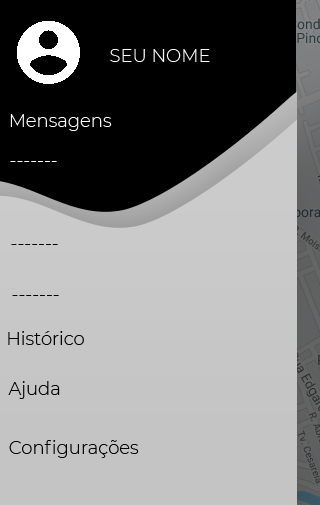 SEU NOME
Mensagens
-------
-------
-------
Histórico
Ajuda
Configurações